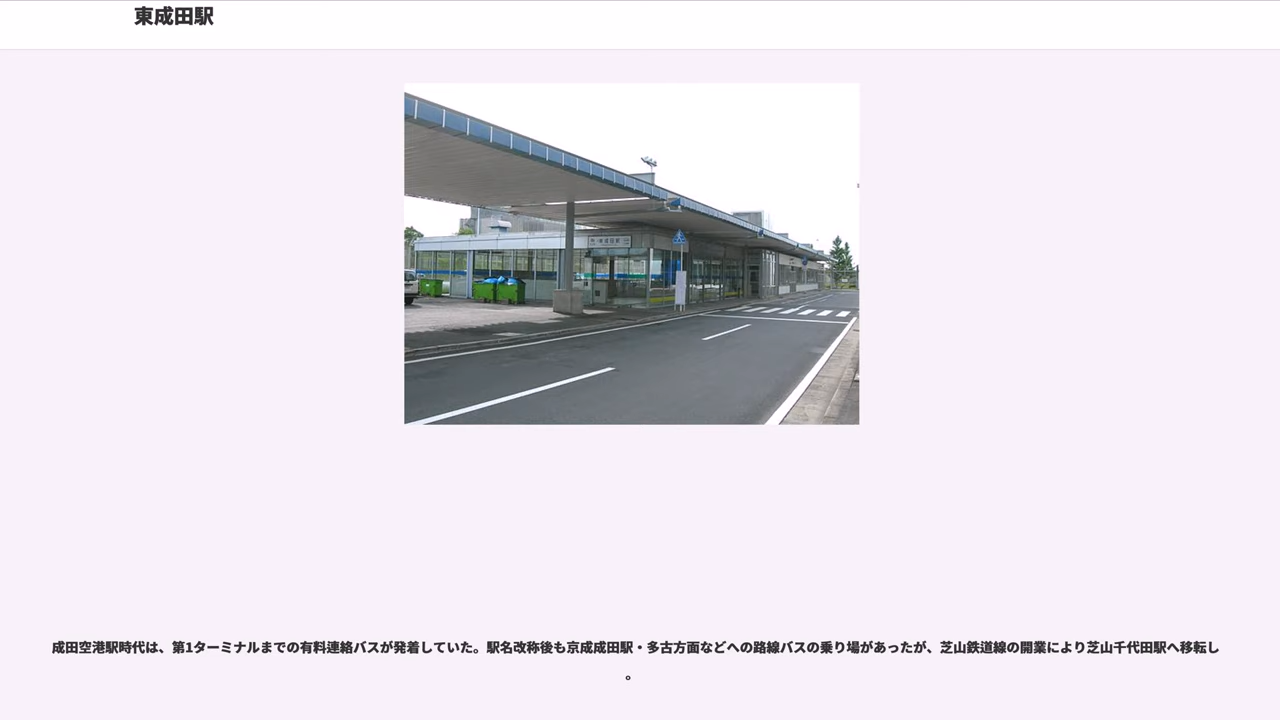 東成田駅
東成田駅
成田空港駅時代は、第1ターミナルまでの有料連絡バスが発着していた。駅名改称後も京成成田駅・多古方面などへの路線バスの乗り場があったが、芝山鉄道線の開業により芝山千代田駅へ移転し
。